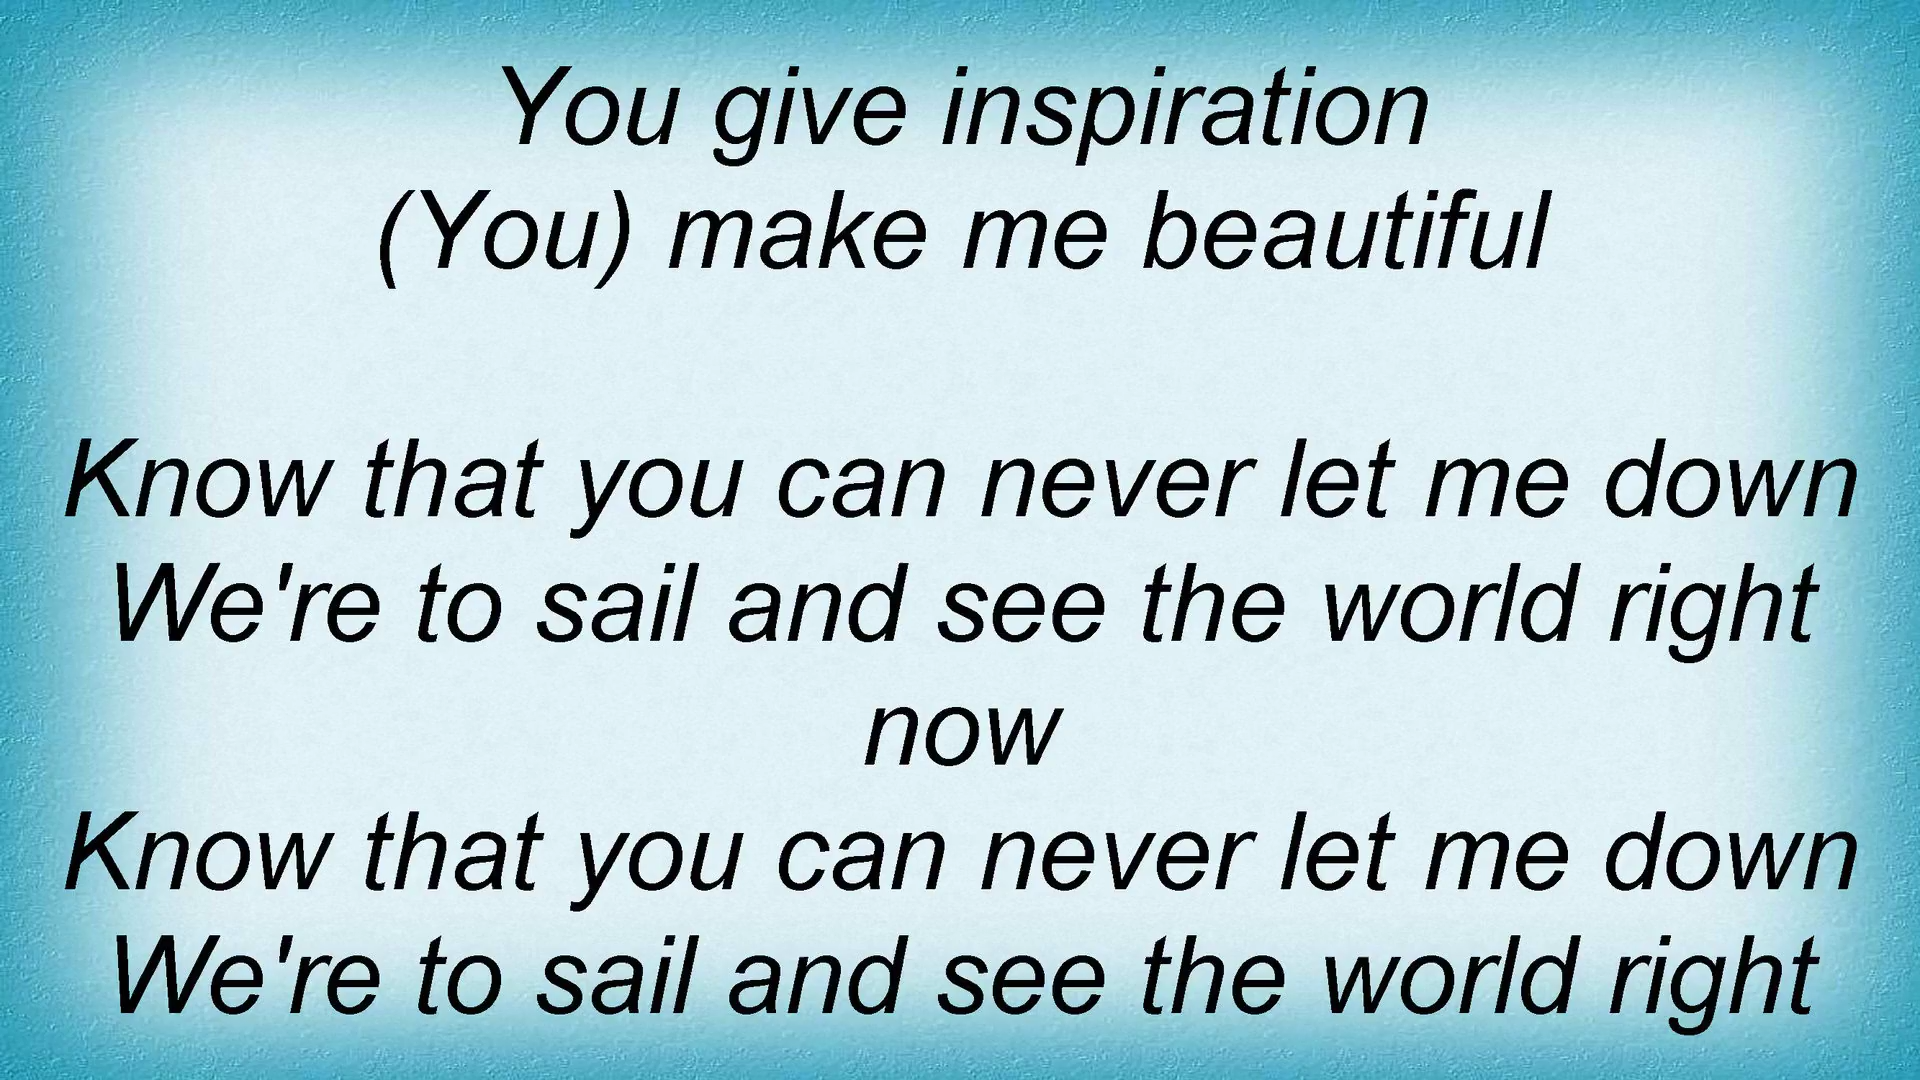 You give inspiration
(You) make me beautiful
Know that you can never let me down
We're to sail and see the world right
now
Know that you can never let me down
We're to sail and see the world right